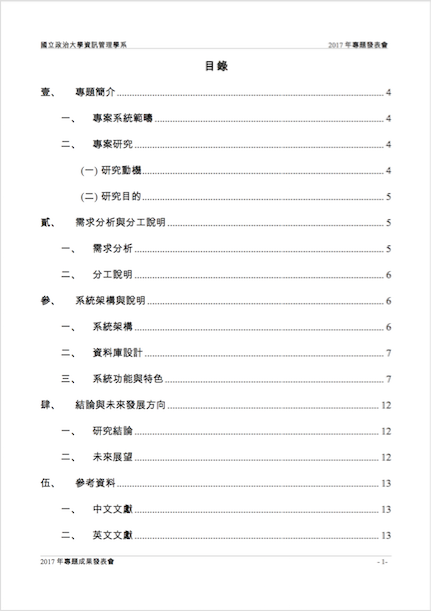 國立政治大學資訊管理學系 2017 年專題發表會
目錄
壹、 專題簡介 4
一、 專案系統範疇 4
二、 專案研究 4
(一) 研究動機 4
(二) 研究目的 5
貳、 需求分析與分工說明 5
一、 需求分析 5
二、 分工說明 6
參、 系統架構與說明 6
一、 系統架構 6
二、 資料庫設計 7
三、 系統功能與特色 7
肆、 結論與未來發展方向 12
一、 研究結論 12
二、 未來展望 12
伍、 參考資料 13
一、 中文文獻 13
二、 英文文獻 13
2017 年專題成果發表會 - 1-